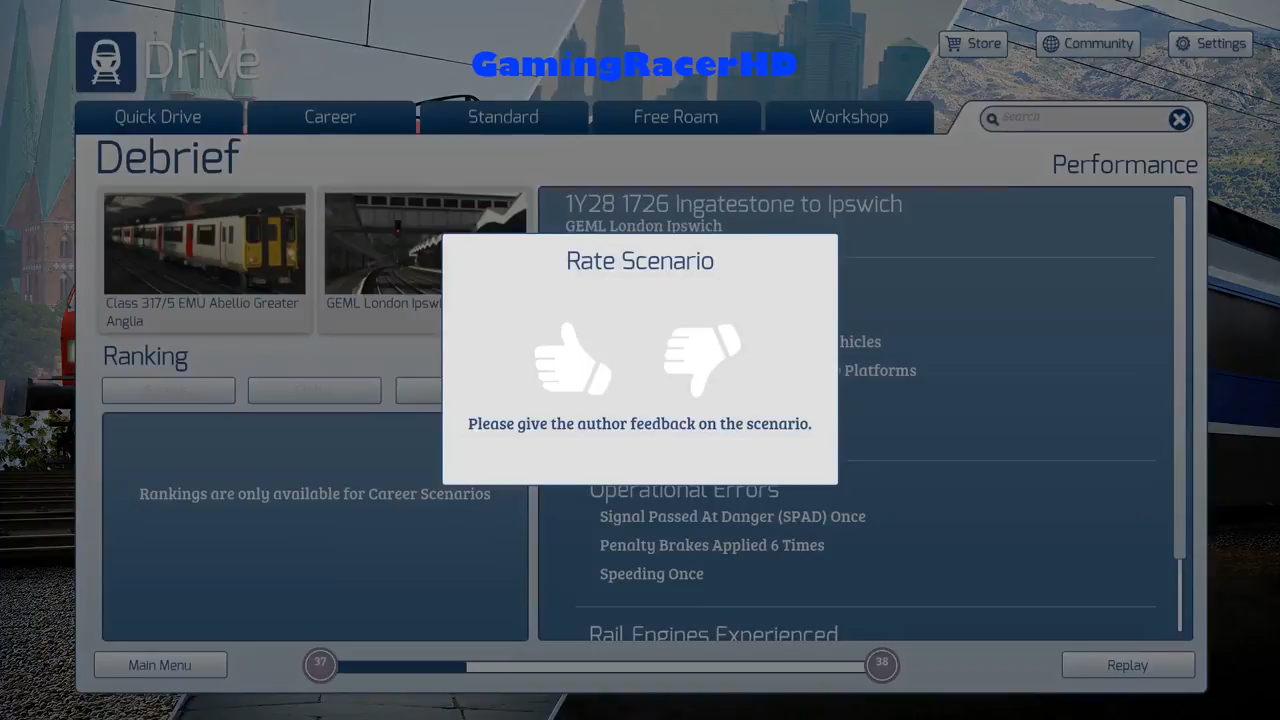 Drive
GamingRacerHD
Store
Community
Settings
Quick Drive
Career
Standard
Free Roam
Workshop
Search
Debrief
Performance
Class 317/5 EMU Abellio Greater
Anglia
GEML London Ipswi
1Y28 1726 Ingatestone to Ipswich
GEML London Ipswich
Rate Scenario
Please give the author feedback on the scenario.
hicles
Platforms
Ranking
Rankings are only available for Career Scenarios
Operational Errors
Signal Passed At Danger (SPAD) Once
Penalty Brakes Applied 6 Times
Speeding Once
Rail Engines Experienced
Main Menu
37
38
Replay